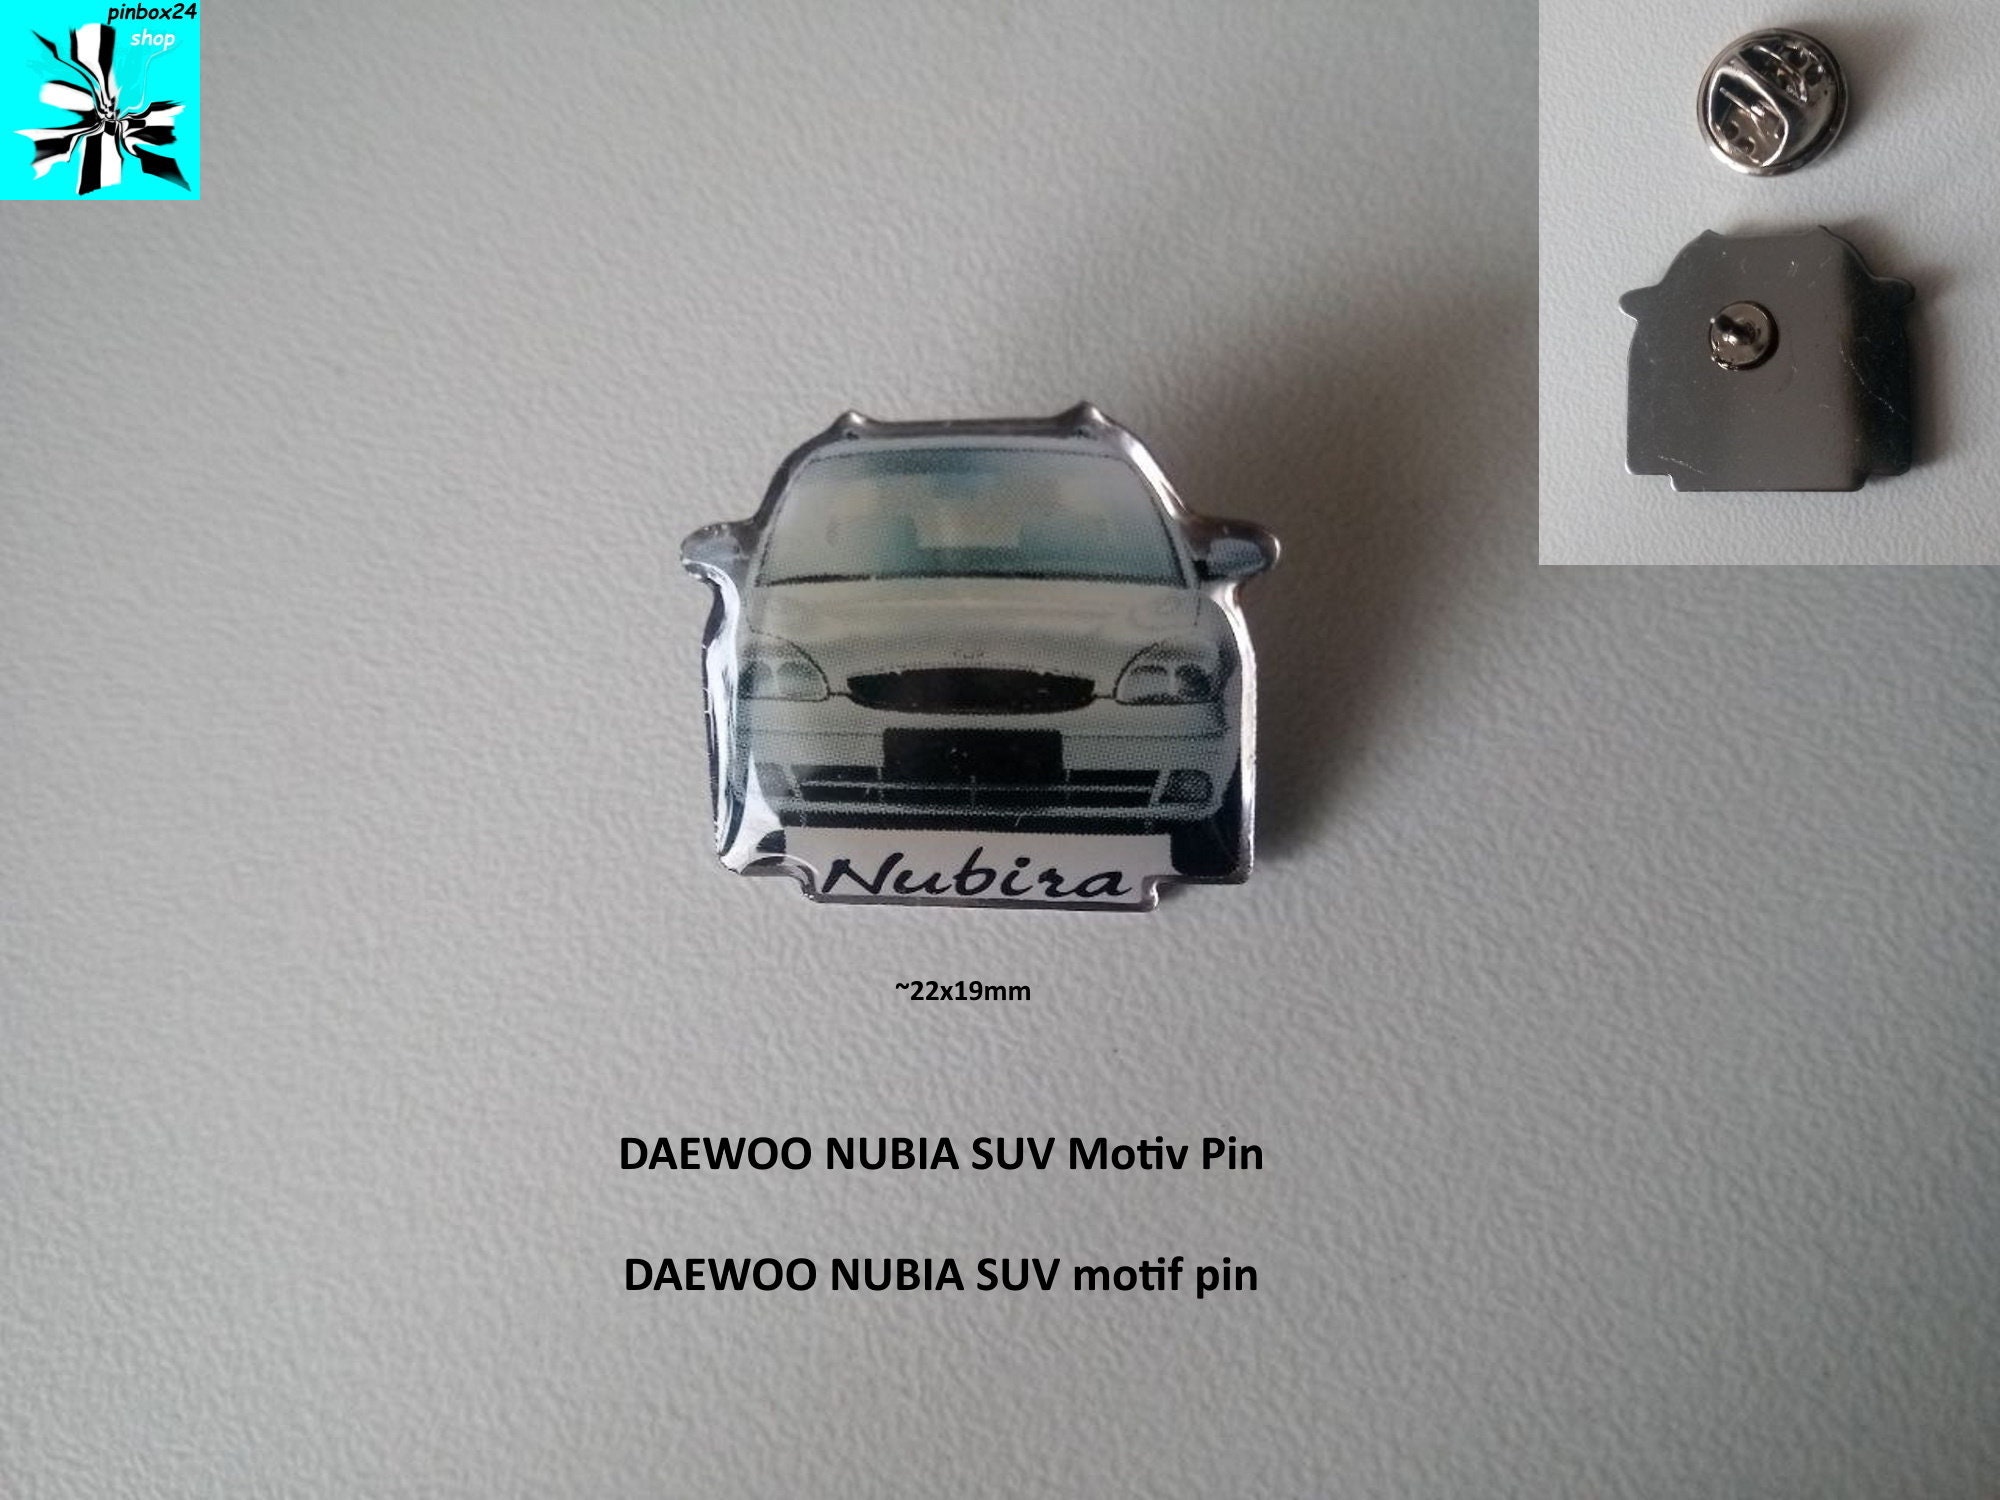 pinbox24
shop
Nubira
~22x19mm
DAEWOO NUBIA SUV Motiv Pin
DAEWOO NUBIA SUV motif pin